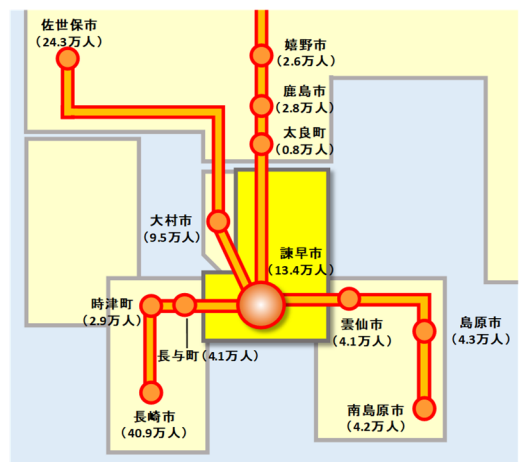 佐世保市
（24.3万人）
嬉野市
（2.6万人）
鹿島市
（2.8万人）
太良町
（0.8万人）
大村市
（9.5万人）
諫早市
（13.4万人）
時津町
（2.9万人）
長与町（4.1万人）
雲仙市
（4.1万人）
島原市
（4.3万人）
長崎市
（40.9万人）
南島原市
（4.2万人）